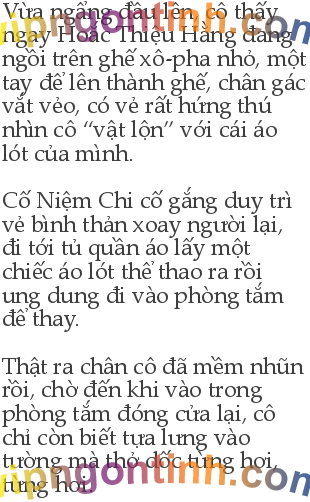 Vừa ngẩng đầu lên, cô thấy
ngay Hoắc Thiệu Hằng đang
ngồi trên ghế xô-pha nhỏ, một
tay để lên thành ghế, chân gác
vắt vẻo, có vẻ rất hứng thú
nhìn cô “vật lộn” với cái áo
lót của mình.
Cố Niệm Chi cố gắng duy trì
vẻ bình thản xoay người lại,
đi tới tủ quần áo lấy một
chiếc áo lót thể thao ra rồi
ung dung đi vào phòng tắm
để thay.
Thật ra chân cô đã mềm nhũn
rồi, chờ đến khi vào trong
phòng tắm đóng cửa lại, cô
chỉ còn biết tựa lưng vào
tường mà thở dốc từng hơi,
từng hơi
vipngontinh.com
vipngontinh.com